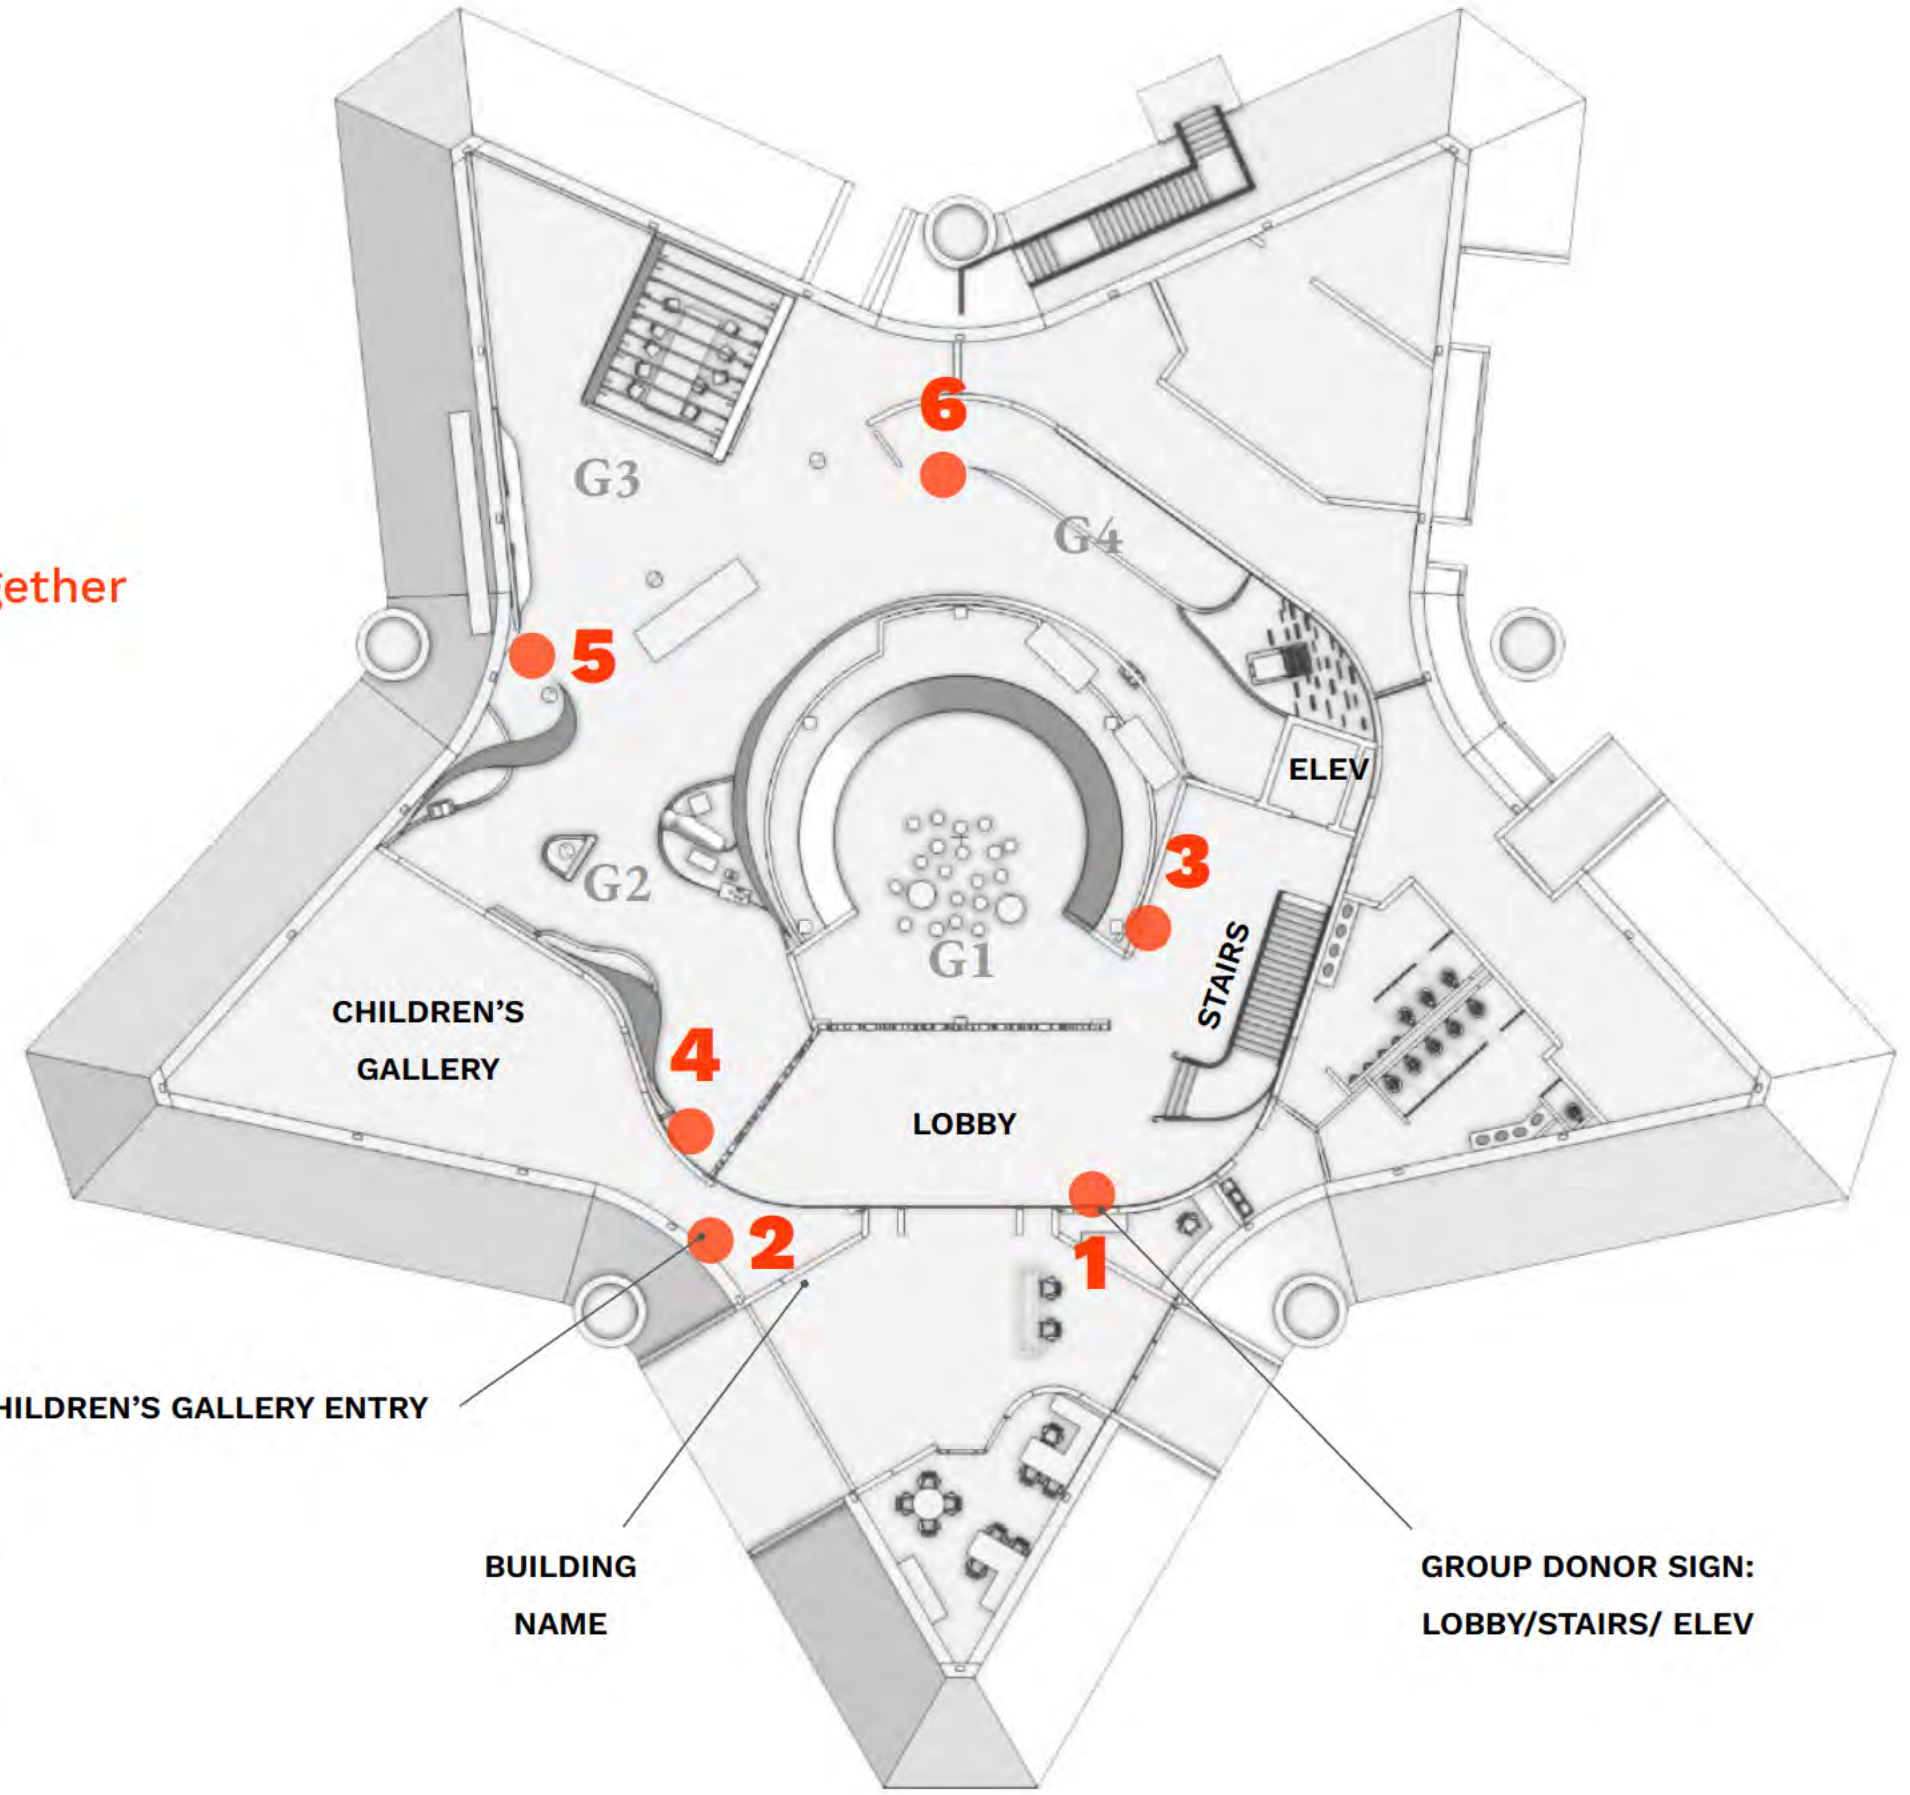 6
G3
G4
gether
5
ELEV
3
G2
STAIRS
G1
CHILDREN'S
GALLERY
4
LOBBY
2
1
HILDREN'S GALLERY ENTRY
BUILDING
NAME
GROUP DONOR SIGN:
LOBBY/STAIRS/ ELEV